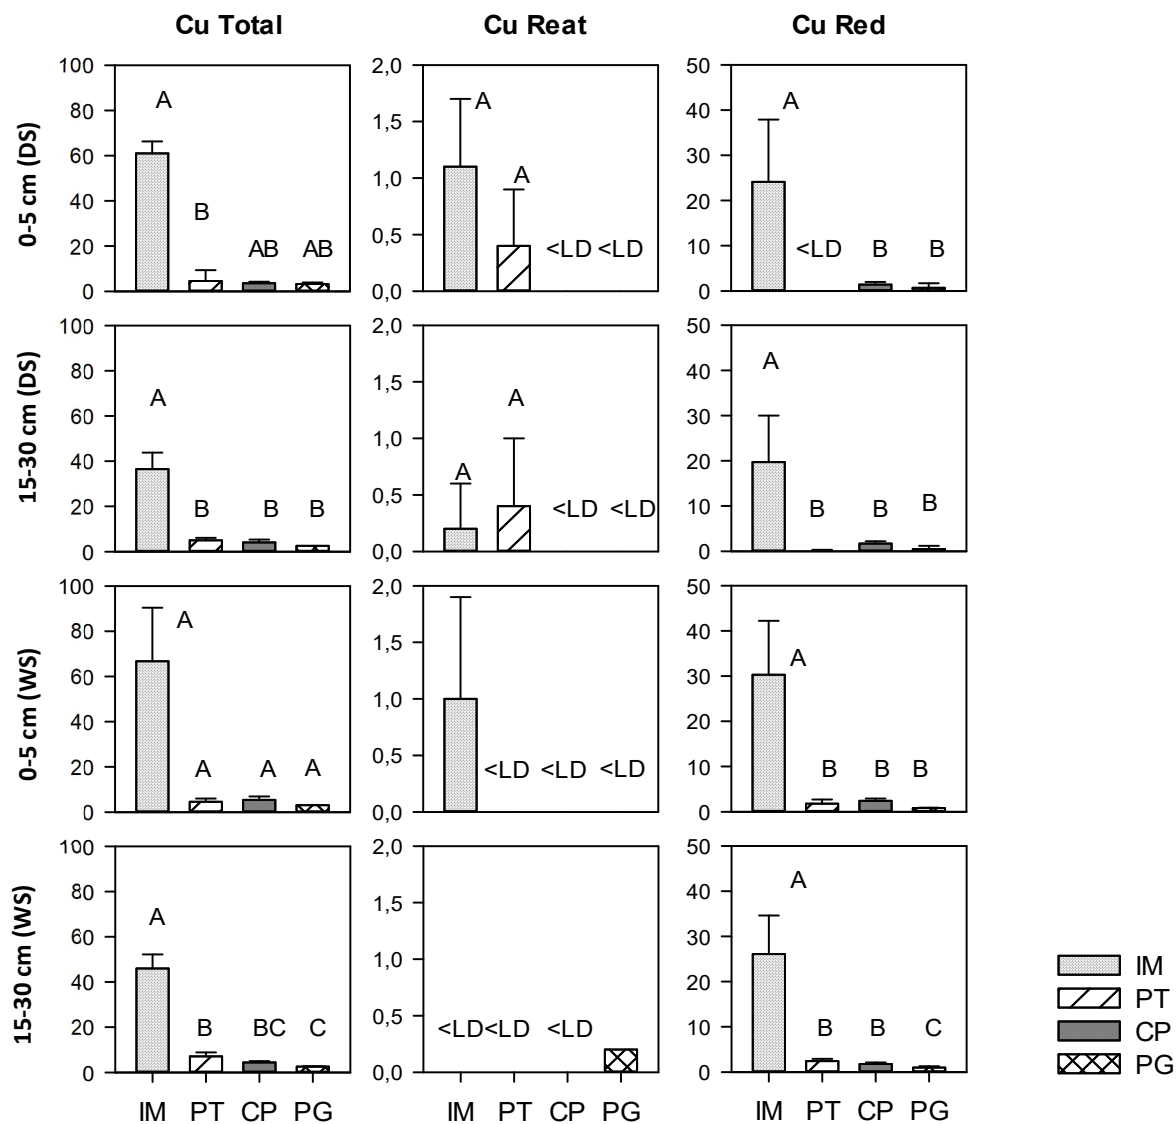 Cu Total Cu Reat Cu Red
0-5 cm (DS)
100 2,0 50
80 1,5 40
60 1,0 30
40 0,5 20
20 0,0 10
0 0
A A A
B A
AB AB <LD <LD <LD B B
15-30 cm (DS)
100 2,0 50
80 1,5 40
60 1,0 30
40 0,5 20
20 0,0 10
0 0
A A A
B B B A <LD <LD B B B
0-5 cm (WS)
100 2,0 50
80 1,5 40
60 1,0 30
40 0,5 20
20 0,0 10
0 0
A A
A A A <LD <LD <LD B B B
15-30 cm (WS)
100 2,0 50
80 1,5 40
60 1,0 30
40 0,5 20
20 0,0 10
0 0
A A
B BC C <LD <LD <LD B B C
IM PT CP PG IM PT CP PG IM PT CP PG
IM
PT
CP
PG